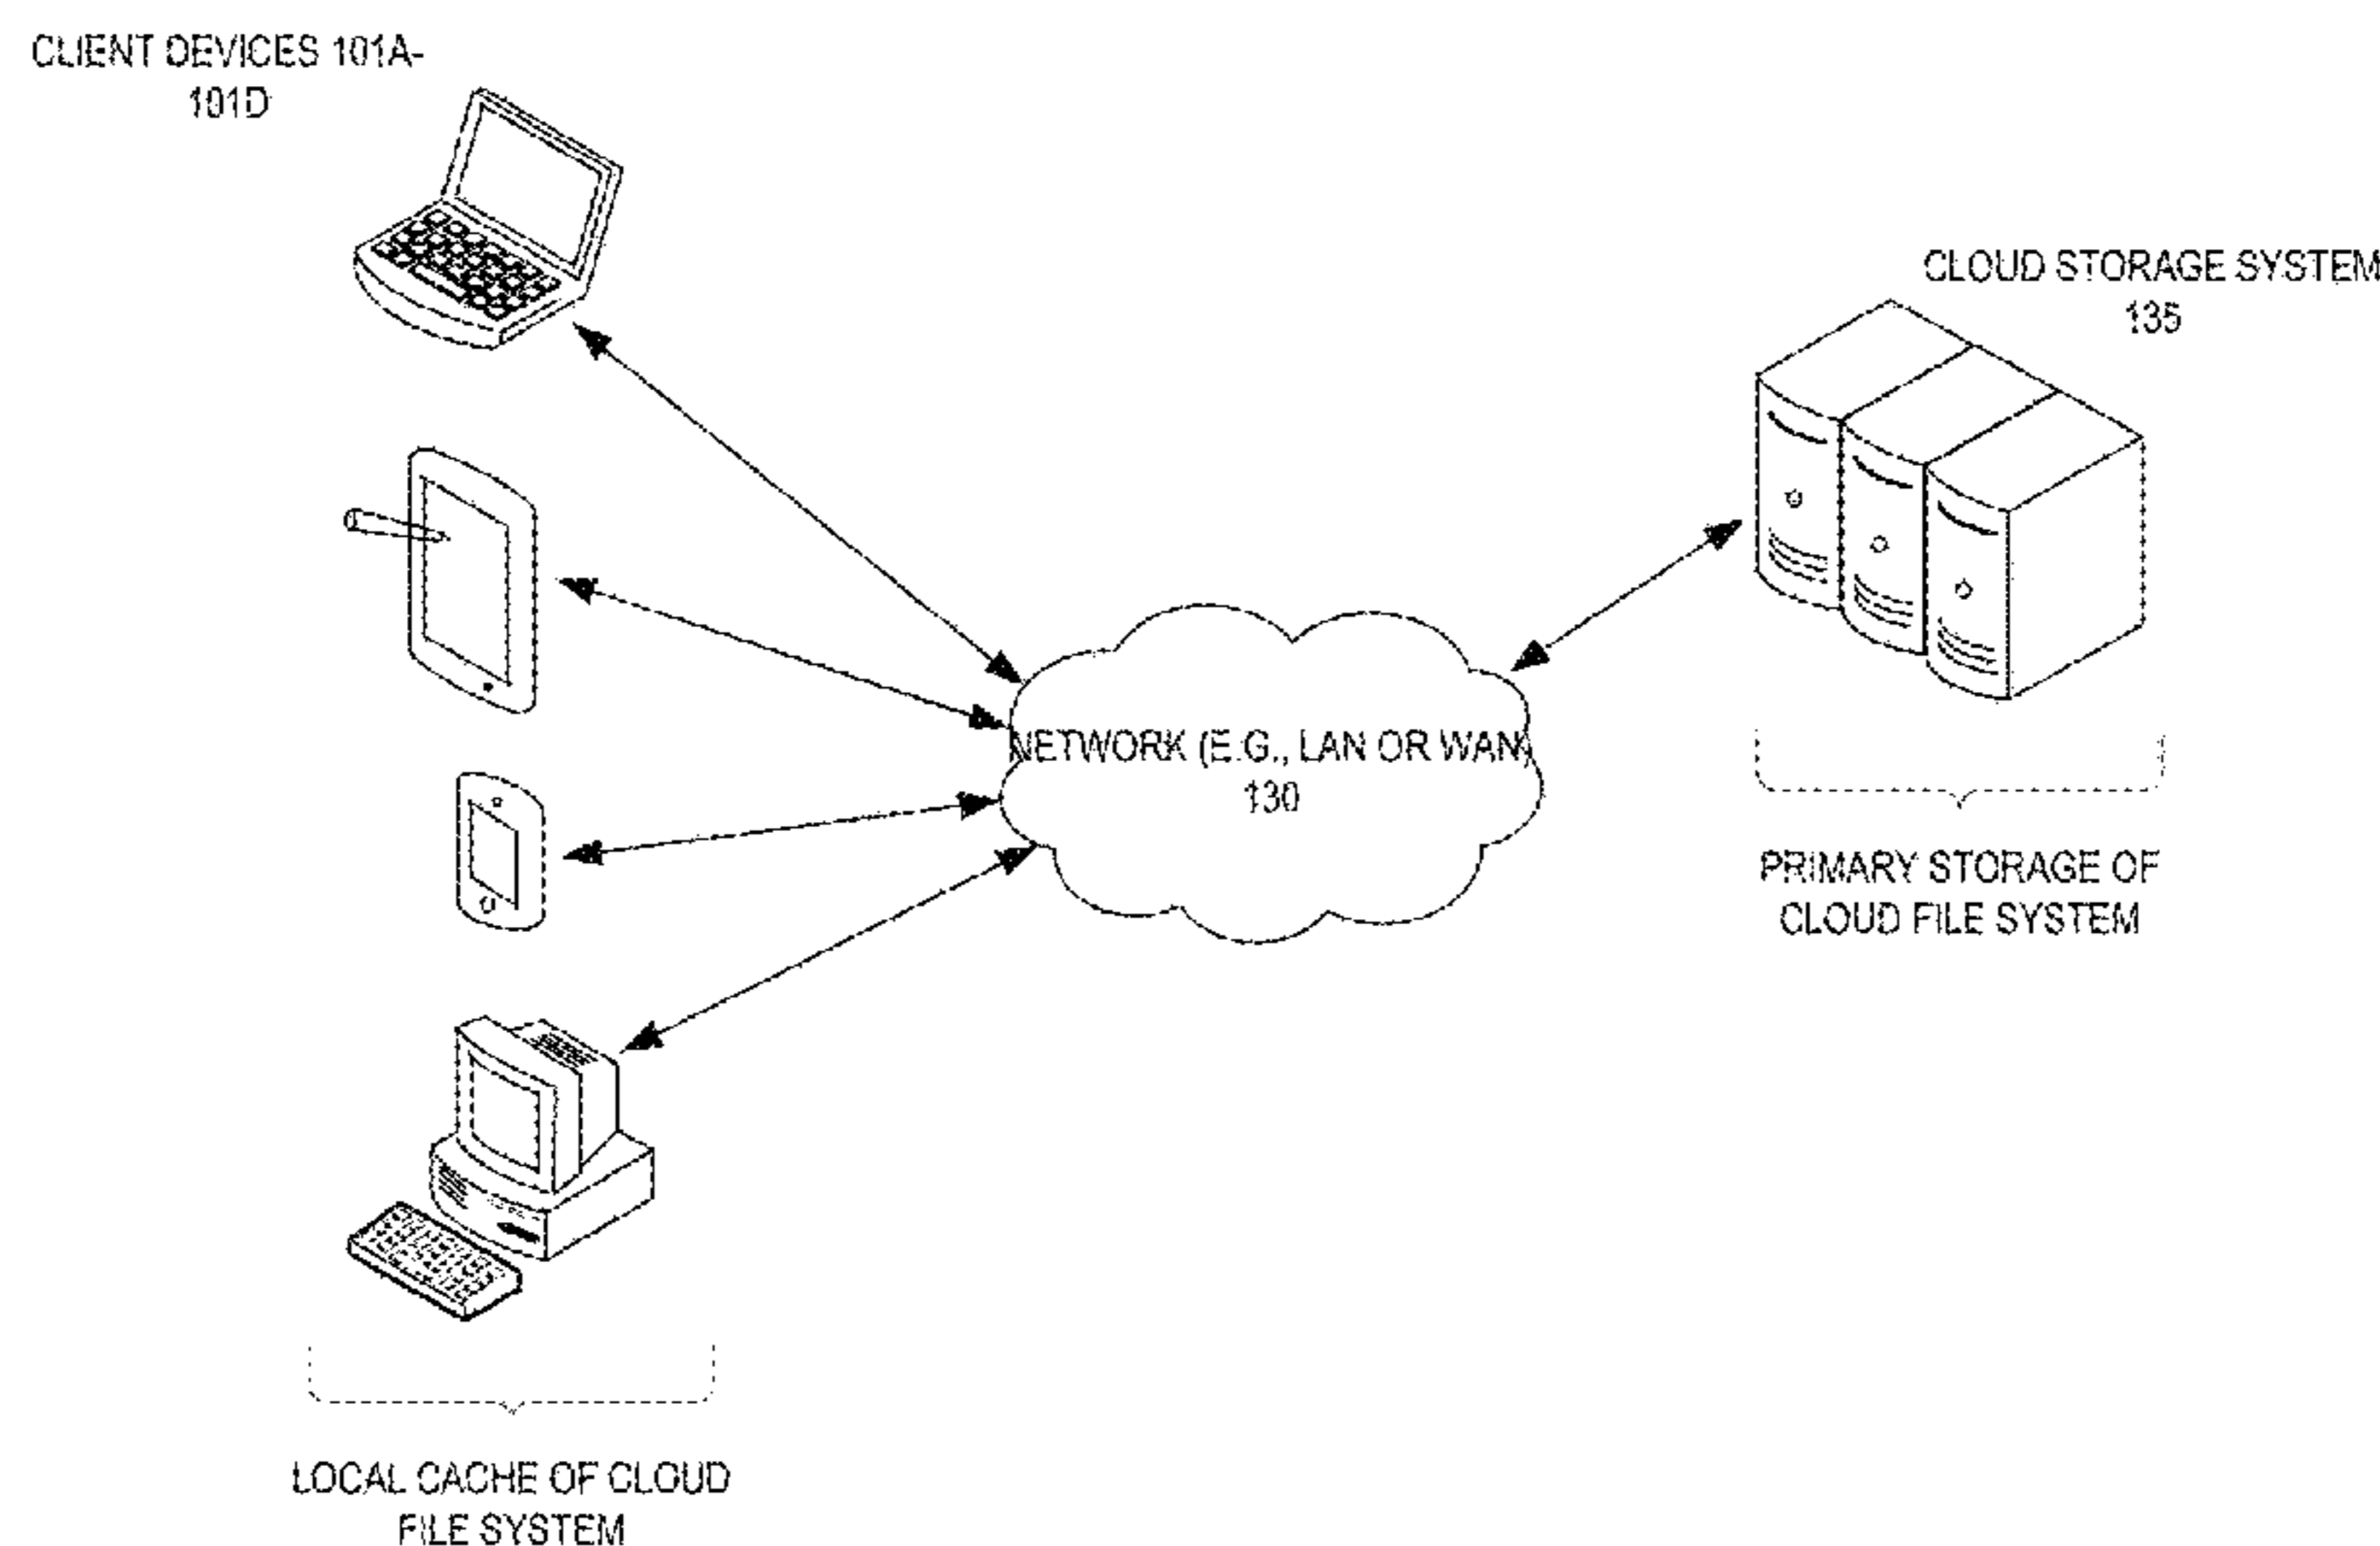 CLIENT DEVICES 101A-
101D
CLOUD STORAGE SYSTEM
135
NETWORK (E.G., LAN OR WAN)
130
PRIMARY STORAGE OF
CLOUD FILE SYSTEM
LOCAL CACHE OF CLOUD
FILE SYSTEM